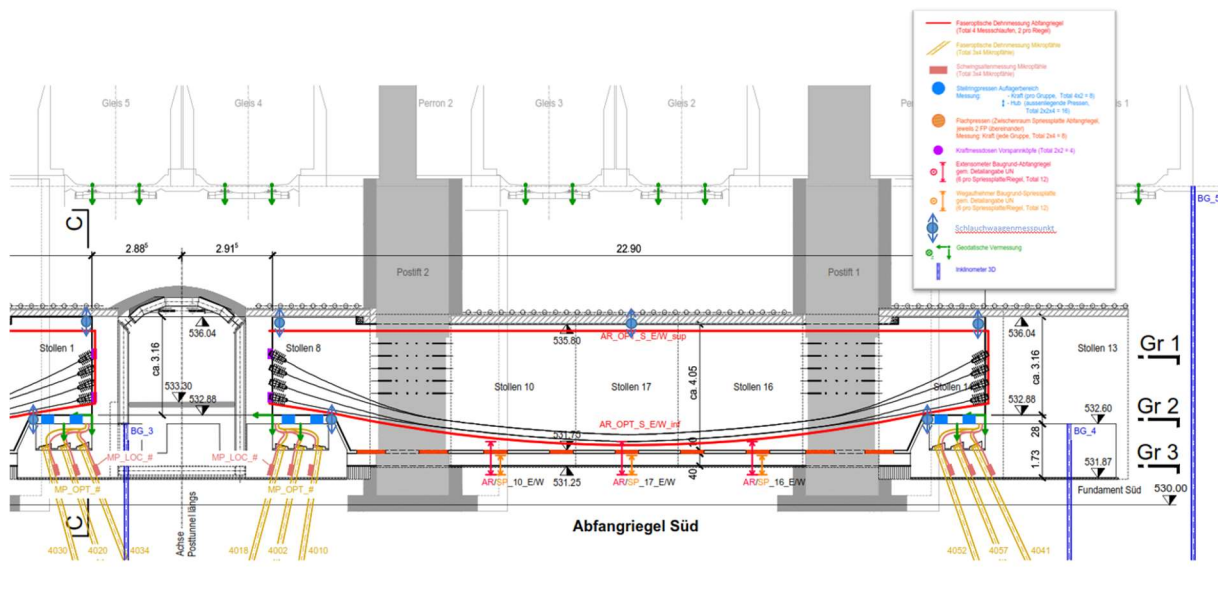 Faseroptische Dehnmessung Abfangriegel
(Total 4 Messschlaufen, 2 pro Riegel)
Faseroptische Dehnmessung Mikropfähle
(Total 3x4 Mikropfähle)
Schwingsaitenmessung Mikropfähle
(Total 3x4 Mikropfähle)
Stellringpressen Auflagerbereich
Messung: - Kraft (pro Gruppe, Total 4x2 = 8)
- Hub (aussenliegende Pressen,
Total 2x2x4 = 16)
Flachpressen (Zwischenraum Spriessplatte Abfangriegel,
jeweils 2 FP übereinander)
Messung: Kraft (jede Gruppe, Total 2x4 = 8)
Kraftmessdosen Vorspannköpfe (Total 2x2 = 4)
Extensometer Baugrund-Abfangriegel
gem. Detailangabe UN
(6 pro Spriessplatte/Riegel, Total 12)
Wegaufnehmer Baugrund-Spriessplatte
gem. Detailangabe UN
(6 pro Spriessplatte/Riegel, Total 12)
Schlauchwaagenmesspunkt
Geodätische Vermessung
Inklinometer 3D
Gleis 5
Gleis 4
Perron 2
Gleis 3
Gleis 2
BG_5
C
2.88⁵
2.91⁵
22.90
Postlift 2
Postlift 1
536.04
535.80
AR_OPT_S_E/W_sup
536.04
Stollen 1
ca. 3.16
Stollen 8
Stollen 10
Stollen 17
ca. 4.05
Stollen 16
Stollen 14
ca. 3.16
Stollen 13
Gr 1
533.30
532.88
532.88
532.60
Gr 2
BG_3
AR_OPT_S_E/W_inf
28
BG_4
531.75
MP_LOC_#
MP_LOC_#
1.73
531.87
Gr 3
MP_OPT_#
MP_OPT_#
40
531.25
AR/SP_10_E/W
AR/SP_17_E/W
AR/SP_16_E/W
Fundament Süd
530.00
C
Achse
Posttunnel längs
Abfangriegel Süd
4030
4020
4034
4018
4002
4010
4052
4057
4041